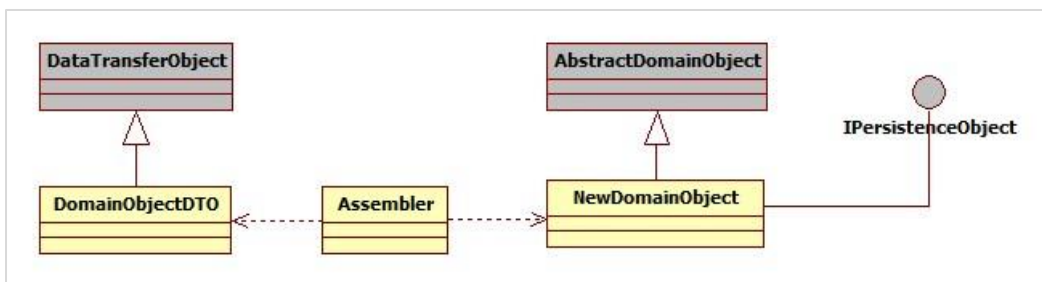 DataTransferObject
AbstractDomainObject
IPersistenceObject
DomainObjectDTO
Assembler
NewDomainObject